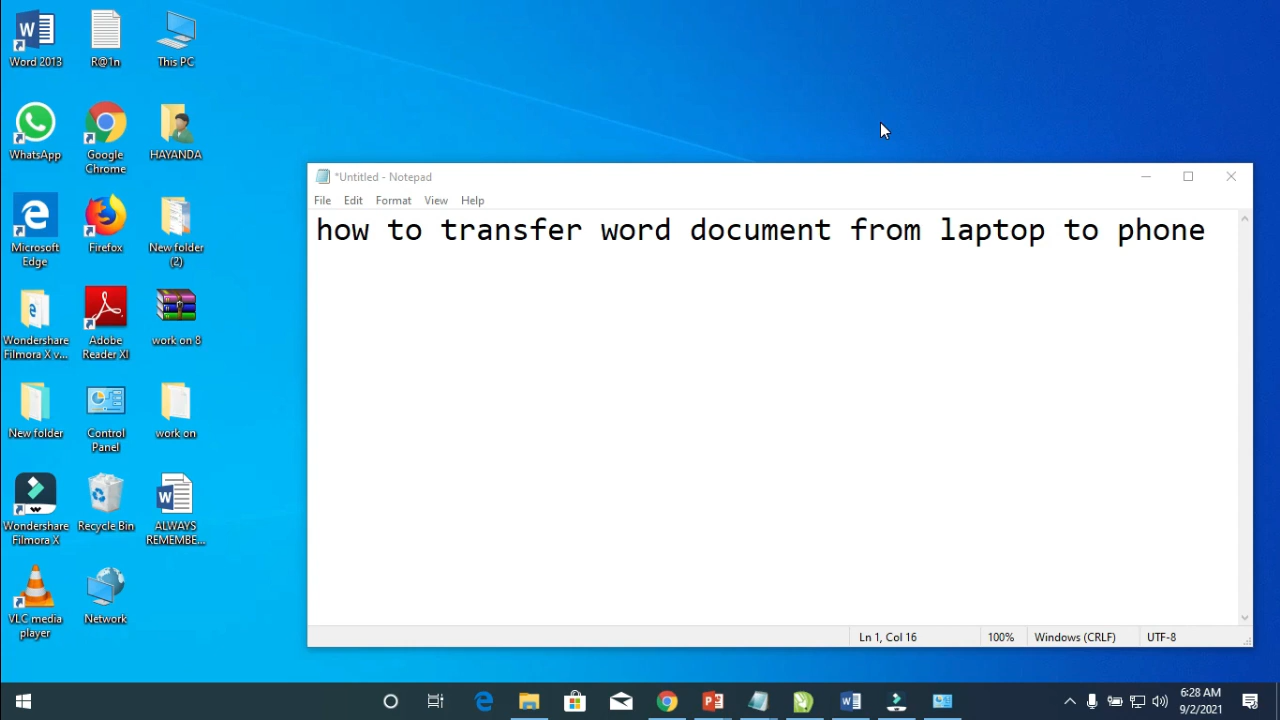 Word 2013
R@1n
This PC
WhatsApp
Google
Chrome
HAYANDA
Microsoft
Edge
Firefox
New folder
(2)
Wondershare
Filmora X v...
Adobe
Reader XI
work on 8
New folder
Control
Panel
work on
Wondershare
Filmora X
Recycle Bin
ALWAYS
REMEMBE...
VLC media
player
Network
*Untitled - Notepad
File Edit Format View Help
how to transfer word document from laptop to phone
Ln 1, Col 16 100% Windows (CRLF) UTF-8
6:28 AM
9/2/2021